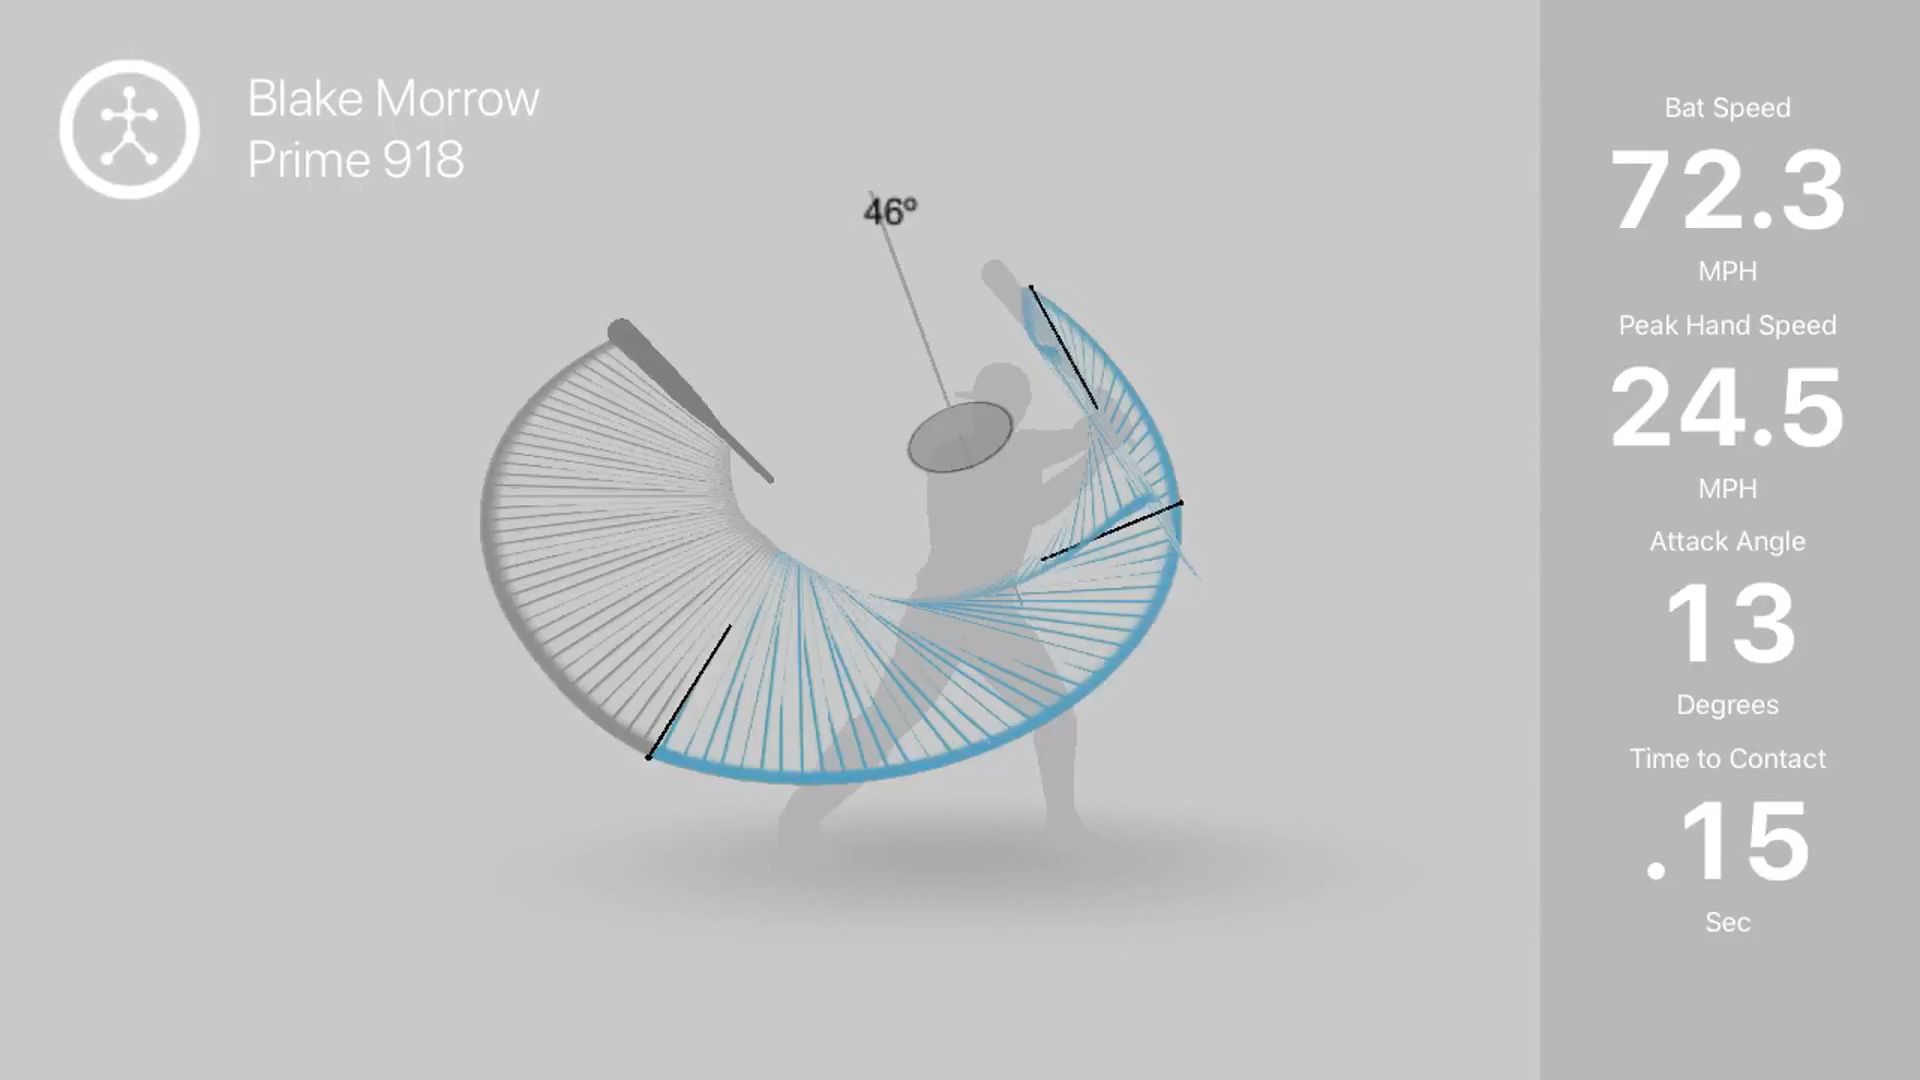 Blake Morrow
Prime 918
46º
Bat Speed
72.3
MPH
Peak Hand Speed
24.5
MPH
Attack Angle
13
Degrees
Time to Contact
.15
Sec